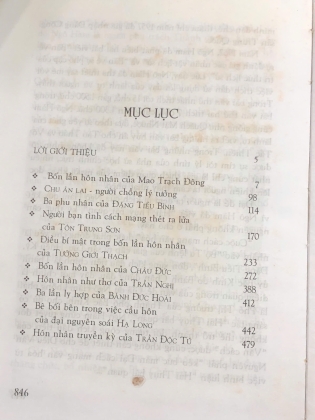 MỤC LỤC
LỜI GIỚI THIỆU 5
❖ Bốn lần hôn nhân của Mao Trạch Đông 7
❖ CHU ÂN LAI - người chồng lý tưởng 98
❖ Ba phu nhân của ĐẶNG TIỂU BÌNH 114
❖ Người bạn tình cách mạng thét ra lửa
của TÔN TRUNG SƠN 170
❖ Điều bí mật trong bốn lần hôn nhân
của TƯỞNG GIỚI THẠCH 233
❖ Bốn lần hôn nhân của CHÂU ĐỨC 272
❖ Hôn nhân như thơ của TRẦN NGHỊ 388
❖ Ba lần ly hợp của BÀNH ĐỨC HOÀI 412
❖ Bê bối bên trong việc cầu hôn
của đại nguyên soái HẠ LONG 442
❖ Hôn nhân truyền kỳ của TRẦN ĐỘC TÚ 479
846